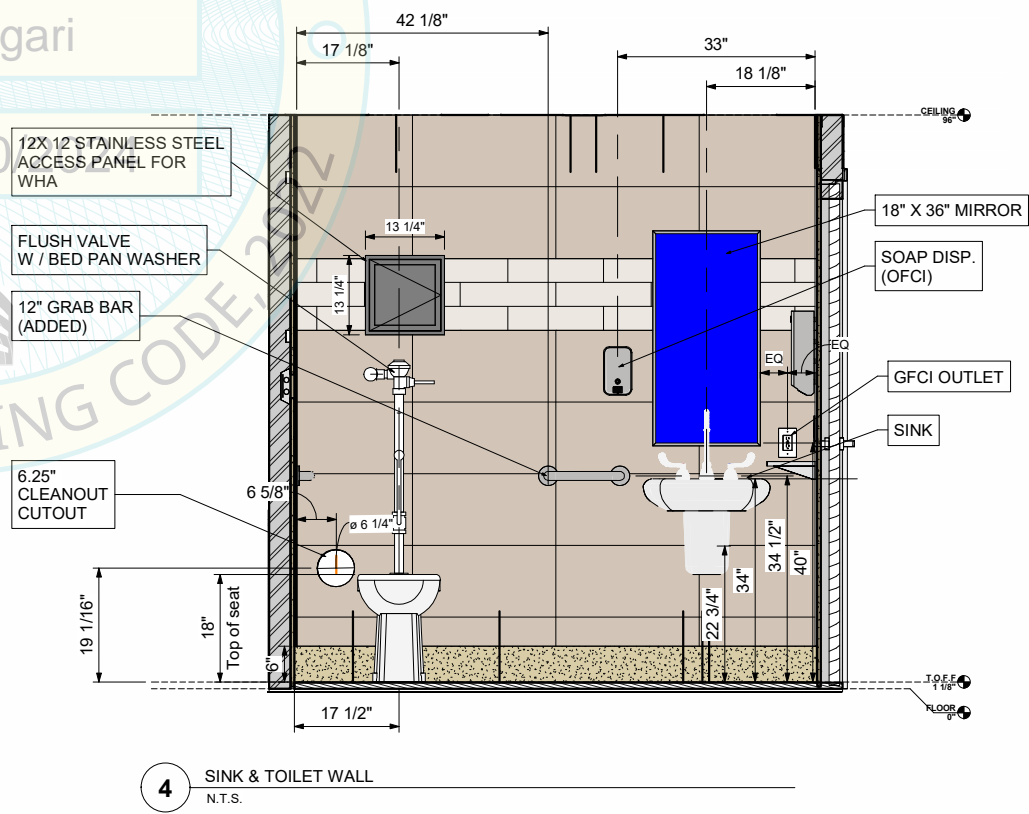 gari
0/2024
ING CODE, 2022
42 1/8"
17 1/8"
33"
18 1/8"
CEILING
96"
12X 12 STAINLESS STEEL
ACCESS PANEL FOR
WHA
FLUSH VALVE
W / BED PAN WASHER
12" GRAB BAR
(ADDED)
6.25"
CLEANOUT
CUTOUT
13 1/4"
13 1/4"
18" X 36" MIRROR
SOAP DISP.
(OFCI)
EQ
EQ
GFCI OUTLET
SINK
6 5/8"
ø 6 1/4"
19 1/16"
18"
Top of seat
6"
22 3/4"
34"
34 1/2"
40"
T.O.F.F
1 1/8"
FLOOR
0"
17 1/2"
4
SINK & TOILET WALL
N.T.S.